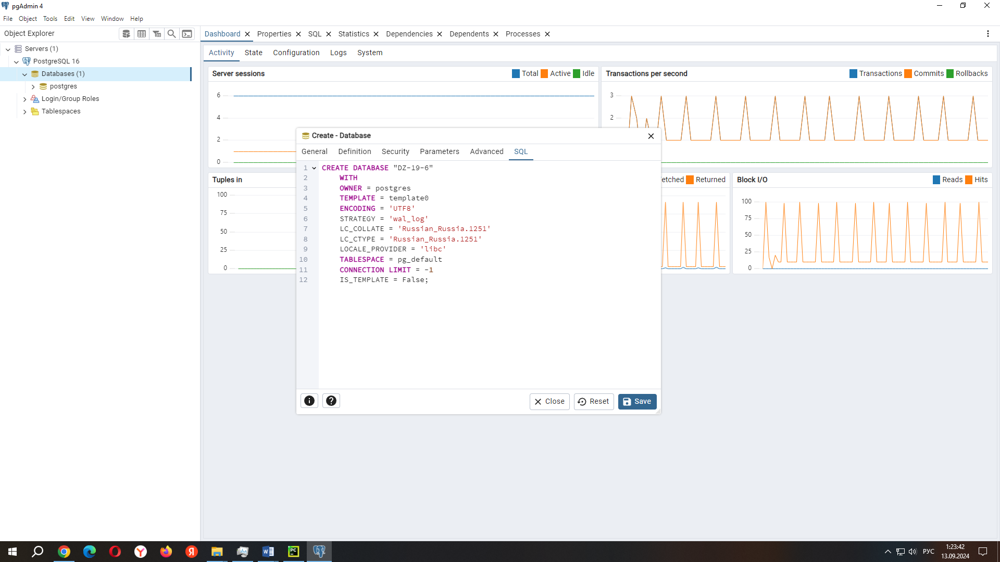 pgAdmin 4
File Object Tools Edit View Window Help
Object Explorer
Dashboard Properties SQL Statistics Dependencies Dependents Processes
Servers (1)
PostgreSQL 16
Databases (1)
postgres
Login/Group Roles
Tablespaces
Activity State Configuration Logs System
Server sessions Total Active Idle
6
4
2
0
Transactions per second Transactions Commits Rollbacks
3
2
Tuples in
100
75
50
25
0
etched Returned
Block I/O Reads Hits
100
75
50
25
0
Create - Database
General Definition Security Parameters Advanced SQL
1 CREATE DATABASE "DZ-19-6"
2 WITH
3 OWNER = postgres
4 TEMPLATE = template0
5 ENCODING = 'UTF8'
6 STRATEGY = 'wal_log'
7 LC_COLLATE = 'Russian_Russia.1251'
8 LC_CTYPE = 'Russian_Russia.1251'
9 LOCALE_PROVIDER = 'libc'
10 TABLESPACE = pg_default
11 CONNECTION LIMIT = -1
12 IS_TEMPLATE = False;
Close Reset Save
РУС
1:23:42
13.09.2024